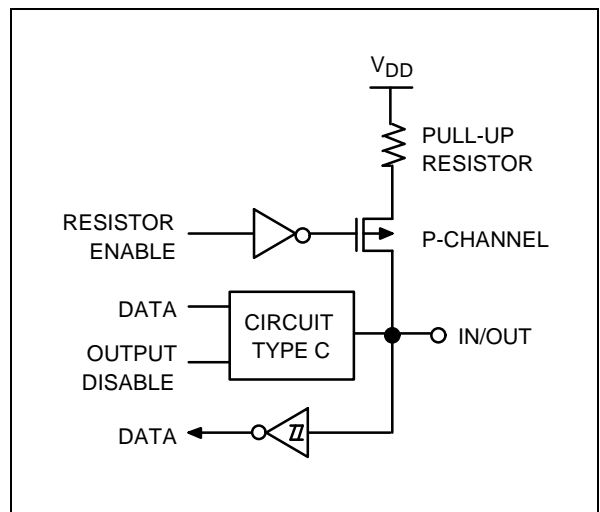 VDD
PULL-UP
RESISTOR
RESISTOR
ENABLE
P-CHANNEL
DATA
CIRCUIT
TYPE C
IN/OUT
OUTPUT
DISABLE
DATA